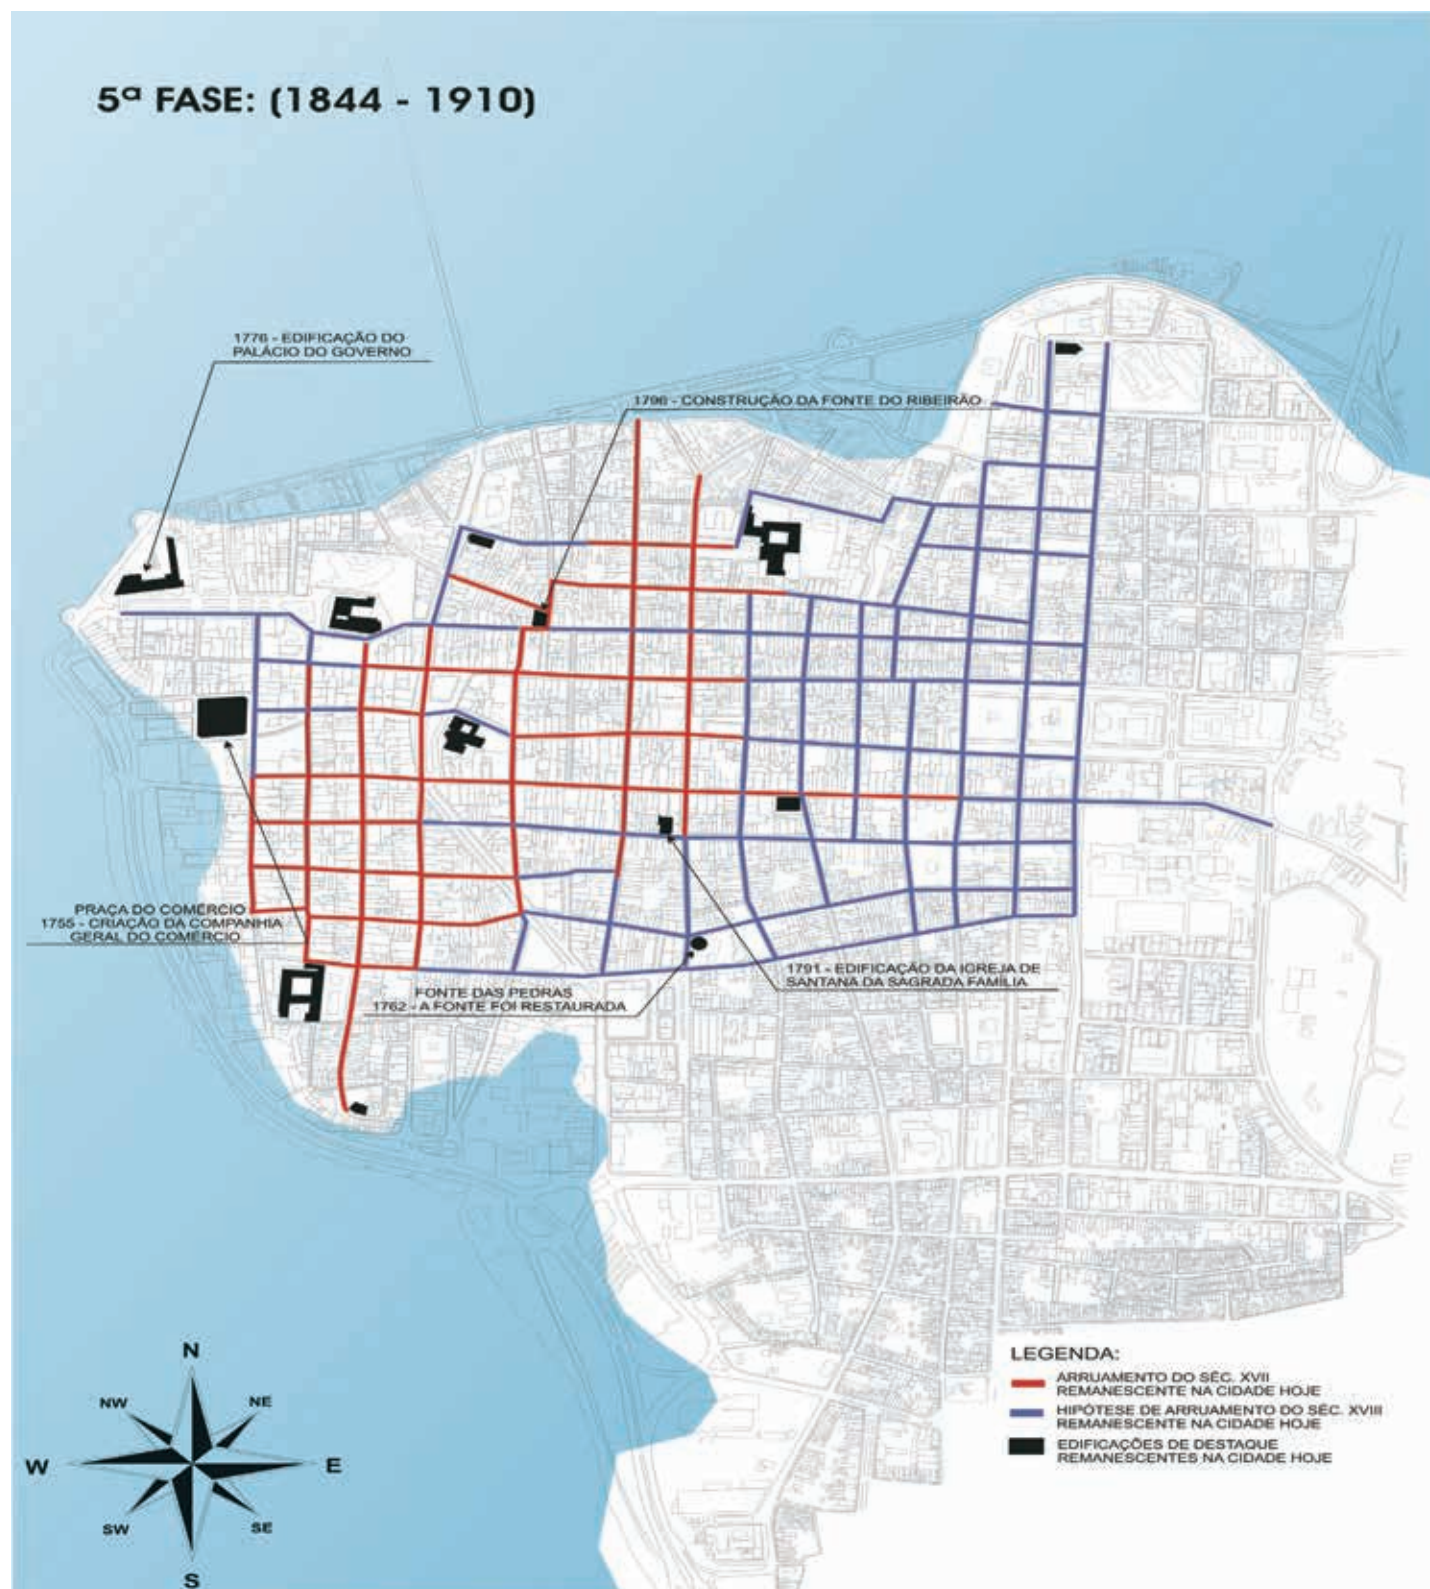 5ª FASE: (1844 - 1910)
1776 - EDIFICAÇÃO DO
PALÁCIO DO GOVERNO
1796 - CONSTRUÇÃO DA FONTE DO RIBEIRÃO
PRAÇA DO COMÉRCIO
1755 - CRIAÇÃO DA COMPANHIA
GERAL DO COMÉRCIO
FONTE DAS PEDRAS
1762 - A FONTE FOI RESTAURADA
1791 - EDIFICAÇÃO DA IGREJA DE
SANTANA DA SAGRADA FAMÍLIA
LEGENDA:
ARRUAMENTO DO SÉC. XVII
REMANESCENTE NA CIDADE HOJE
HIPÓTESE DE ARRUAMENTO DO SÉC. XVIII
REMANESCENTE NA CIDADE HOJE
EDIFICAÇÕES DE DESTAQUE
REMANESCENTES NA CIDADE HOJE
N
NW
NE
W
E
SW
SE
S